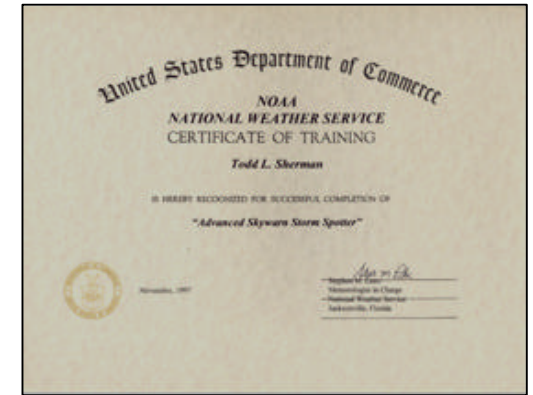 United States Department of Commerce
NOAA
NATIONAL WEATHER SERVICE
CERTIFICATE OF TRAINING
Todd L. Sherman
IS HEREBY RECOGNIZED FOR SUCCESSFUL COMPLETION OF
"Advanced Skywarn Storm Spotter"
November, 1997
Stephen M.
Meteorologist in Charge
National Weather Service
Jacksonville, Florida